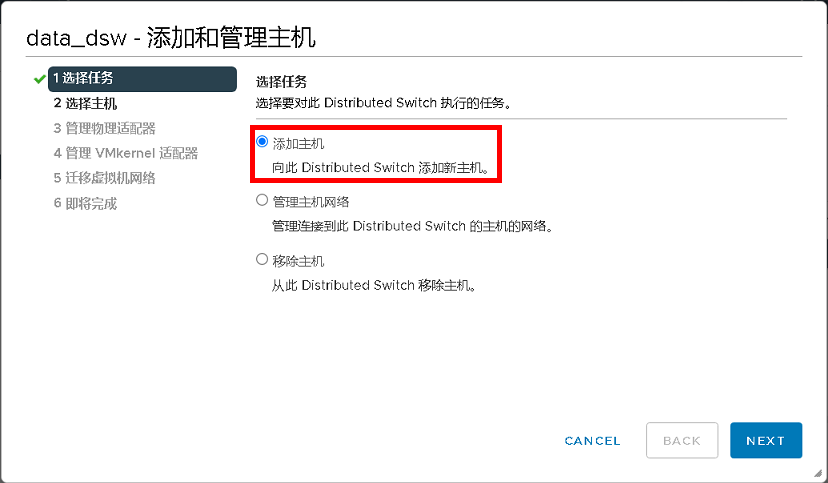 data_dsw - 添加和管理主机
1 选择任务
2 选择主机
3 管理物理适配器
4 管理 VMkernel 适配器
5 迁移虚拟机网络
6 即将完成
选择任务
选择要对此 Distributed Switch 执行的任务。
添加主机
向此 Distributed Switch 添加新主机。
管理主机网络
管理连接到此 Distributed Switch 的主机的网络。
移除主机
从此 Distributed Switch 移除主机。
CANCEL
BACK
NEXT